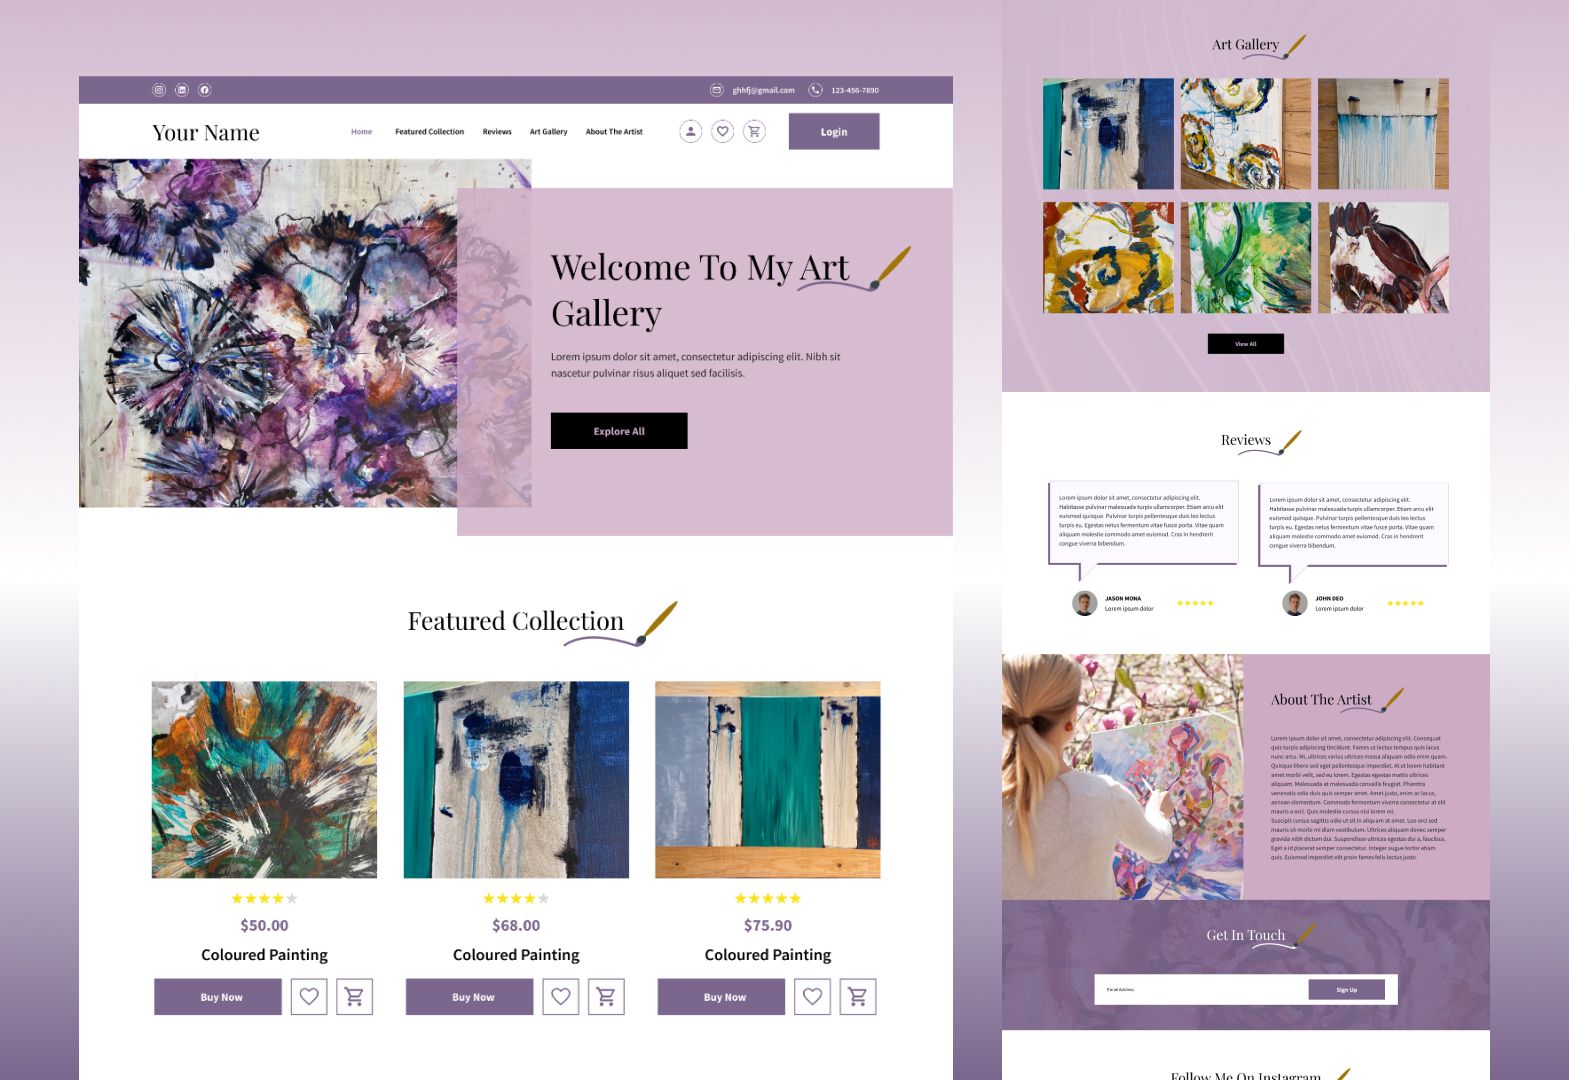 ghhfj@gmail.com
123-456-7890
Your Name
Home
Featured Collection
Reviews
Art Gallery
About The Artist
Login
Welcome To My Art
Gallery
Lorem ipsum dolor sit amet, consectetur adipiscing elit. Nibh sit
nascetur pulvinar risus aliquet sed facilisis.
Explore All
Featured Collection
$50.00
Coloured Painting
Buy Now
$68.00
Coloured Painting
Buy Now
$75.90
Coloured Painting
Buy Now
Art Gallery
View All
Reviews
Lorem ipsum dolor sit amet, consectetur adipiscing elit.
Habitasse pulvinar malesuada turpis ullamcorper. Etiam arcu elit
euismod quisque. Pulvinar turpis pellentesque duis leo lectus
turpis eu. Egestas netus fermentum vitae fusce porta. Vitae quam
aliquam molestie commodo amet euismod. Cras in hendrerit
congue viverra bibendum.
JASON MONA
Lorem ipsum dolor
Lorem ipsum dolor sit amet, consectetur adipiscing elit.
Habitasse pulvinar malesuada turpis ullamcorper. Etiam arcu elit
euismod quisque. Pulvinar turpis pellentesque duis leo lectus
turpis eu. Egestas netus fermentum vitae fusce porta. Vitae quam
aliquam molestie commodo amet euismod. Cras in hendrerit
congue viverra bibendum.
JOHN DEO
Lorem ipsum dolor
About The Artist
Lorem ipsum dolor sit amet, consectetur adipiscing elit. Consequat
quis turpis adipiscing tincidunt. Fames ut lectus tempus quis lacus
nunc arcu. Mi, ultrices varius ultrices massa aliquam odio enim quam.
Quisque libero sed eget pellentesque imperdiet. At et lorem habitant
amet morbi velit, sed eu lorem. Egestas egestas mattis ultrices
aliquam. Malesuada at malesuada convallis feugiat. Pharetra
venenatis odio duis quis semper amet. Amet justo, enim ac lacus,
aenean elementum. Commodo fermentum viverra consectetur at elit
mauris a orci. Quis molestie cursus nisi lorem mi.
Suscipit cursus sagittis odio ut sit in aliquam at amet. Leo orci sed
mauris sit morbi mi diam vestibulum. Ultrices aliquam donec semper
gravida nibh dictum dui. Suspendisse ultrices egestas dui a, faucibus.
Eget a id placerat semper consectetur. Integer augue tortor etiam
quis. Euismod imperdiet elit proin fames felis lectus justo.
Get In Touch
Email Address
Sign Up
Follow Me On Instagram